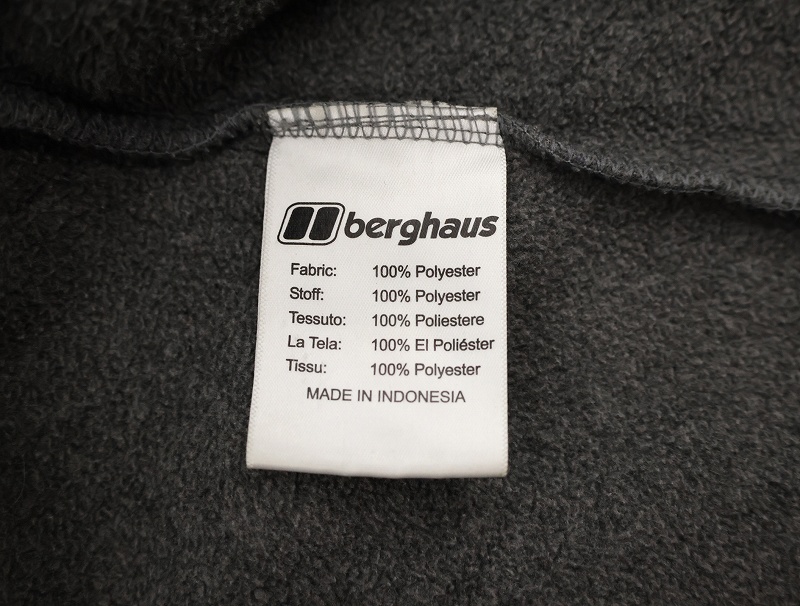 berghaus
Fabric: 100% Polyester
Stoff: 100% Polyester
Tessuto: 100% Poliestere
La Tela: 100% El Poliéster
Tissu: 100% Polyester
MADE IN INDONESIA